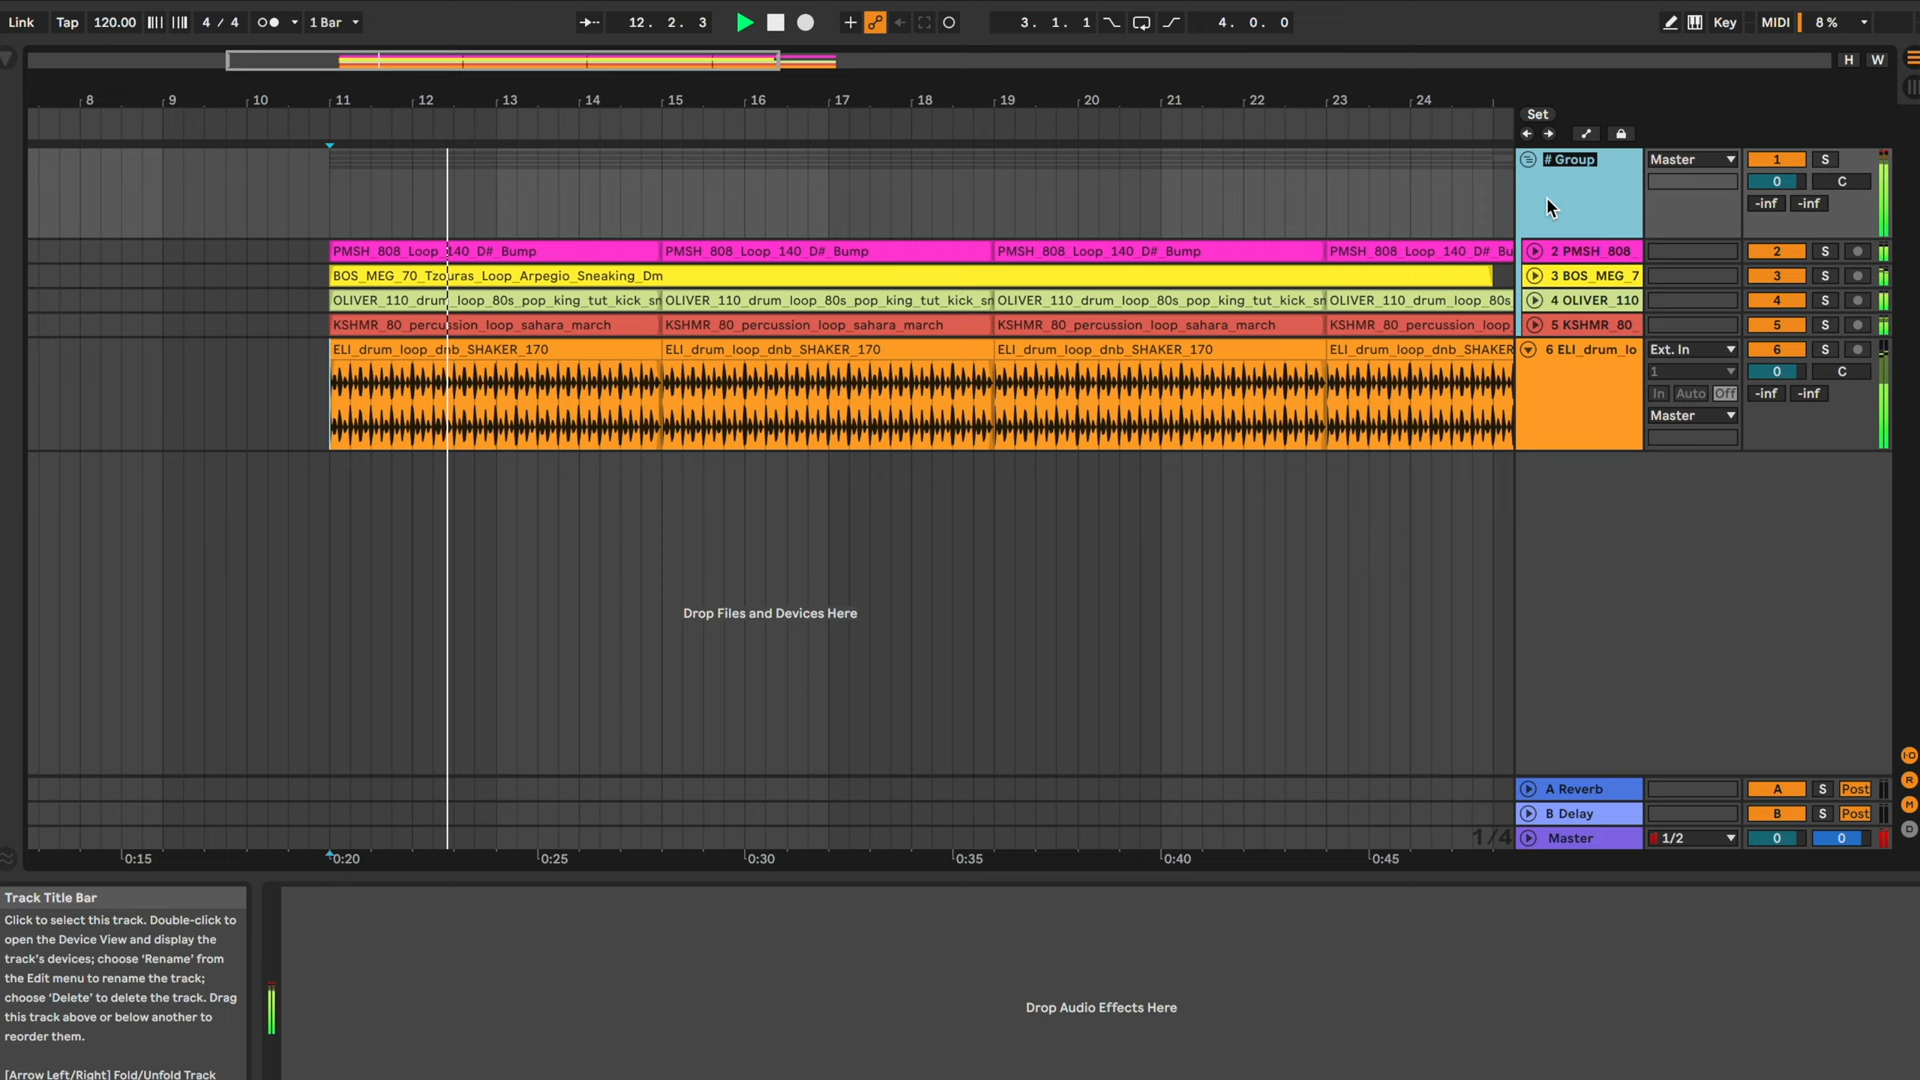 Link Tap 120.00 4 / 4 1 Bar 12. 2. 3 3. 1. 1 4. 0. 0 Key MIDI 8 %
H W
8 9 10 11 12 13 14 15 16 17 18 19 20 21 22 23 24
Set
# Group Master 1 S
0 C
-inf -inf
PMSH_808_Loop_140_D#_Bump PMSH_808_Loop_140_D#_Bump PMSH_808_Loop_140_D#_Bump PMSH_808_Loop_140_D#_Bu 2 PMSH_808_ 2
BOS_MEG_70_Tzouras_Loop_Arpegio_Sneaking_Dm 3 BOS_MEG_7 3
OLIVER_110_drum_loop_80s_pop_king_tut_kick_sn OLIVER_110_drum_loop_80s_pop_king_tut_kick_sn OLIVER_110_drum_loop_80s_pop_king_tut_kick_sn OLIVER_110_drum_loop_80s 4 OLIVER_110 4
KSHMR_80_percussion_loop_sahara_march KSHMR_80_percussion_loop_sahara_march KSHMR_80_percussion_loop_sahara_march KSHMR_80_percussion_loop 5 KSHMR_80_ 5
ELI_drum_loop_dnb_SHAKER_170 ELI_drum_loop_dnb_SHAKER_170 ELI_drum_loop_dnb_SHAKER_170 ELI_drum_loop_dnb_SHAKER 6 ELI_drum_lo Ext. In 6 S
1 0 C
In Auto Off -inf -inf
Master
Drop Files and Devices Here
A Reverb A S Post
B Delay B S Post
1/4 Master 1/2 0 0
0:15 0:20 0:25 0:30 0:35 0:40 0:45
I·O
R
M
D
Track Title Bar
Click to select this track. Double-click to
open the Device View and display the
track's devices; choose ‘Rename’ from
the Edit menu to rename the track;
choose ‘Delete’ to delete the track. Drag
this track above or below another to
reorder them.
[Arrow Left/Right] Fold/Unfold Track
Drop Audio Effects Here